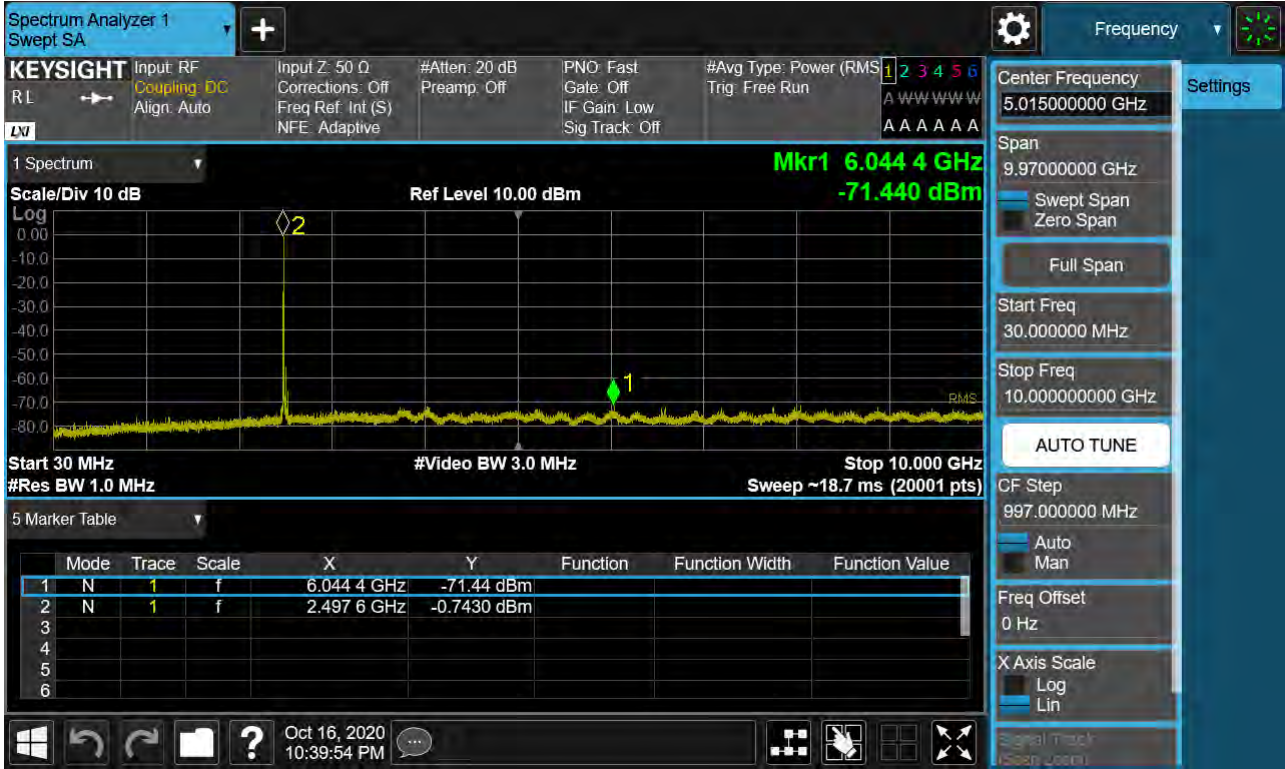 Spectrum Analyzer 1
Swept SA
+
Frequency
KEYSIGHT
RL
LXI
Input: RF
Coupling: DC
Align: Auto
Input Z: 50 Ω
Corrections: Off
Freq Ref: Int (S)
NFE: Adaptive
#Atten: 20 dB
Preamp: Off
PNO: Fast
Gate: Off
IF Gain: Low
Sig Track: Off
#Avg Type: Power (RMS
Trig: Free Run
1 2 3 4 5 6
A W W W W W
A A A A A A
1 Spectrum
Mkr1 6.044 4 GHz
-71.440 dBm
Scale/Div 10 dB
Ref Level 10.00 dBm
Log
0.00
-10.0
-20.0
-30.0
-40.0
-50.0
-60.0
-70.0
-80.0
2
1
RMS
Start 30 MHz
#Video BW 3.0 MHz
Stop 10.000 GHz
#Res BW 1.0 MHz
Sweep ~18.7 ms (20001 pts)
5 Marker Table
Mode Trace Scale X Y Function Function Width Function Value
1 N 1 f 6.044 4 GHz -71.44 dBm
2 N 1 f 2.497 6 GHz -0.7430 dBm
3
4
5
6
?
Oct 16, 2020
10:39:54 PM
Center Frequency
5.015000000 GHz
Settings
Span
9.97000000 GHz
Swept Span
Zero Span
Full Span
Start Freq
30.000000 MHz
Stop Freq
10.000000000 GHz
AUTO TUNE
CF Step
997.000000 MHz
Auto
Man
Freq Offset
0 Hz
X Axis Scale
Log
Lin
Signal Track
(Span Zoom)